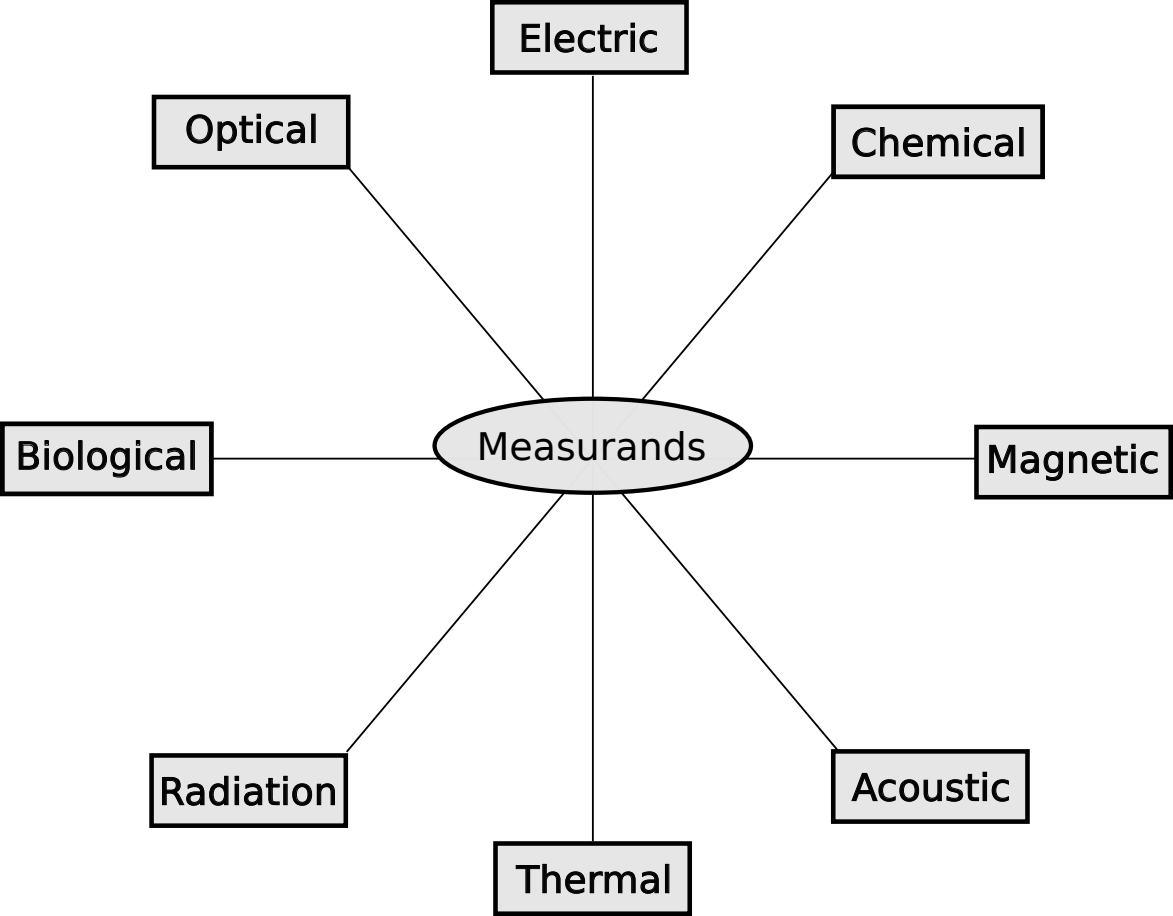 Electric
Optical
Chemical
Biological
Measurands
Magnetic
Radiation
Acoustic
Thermal